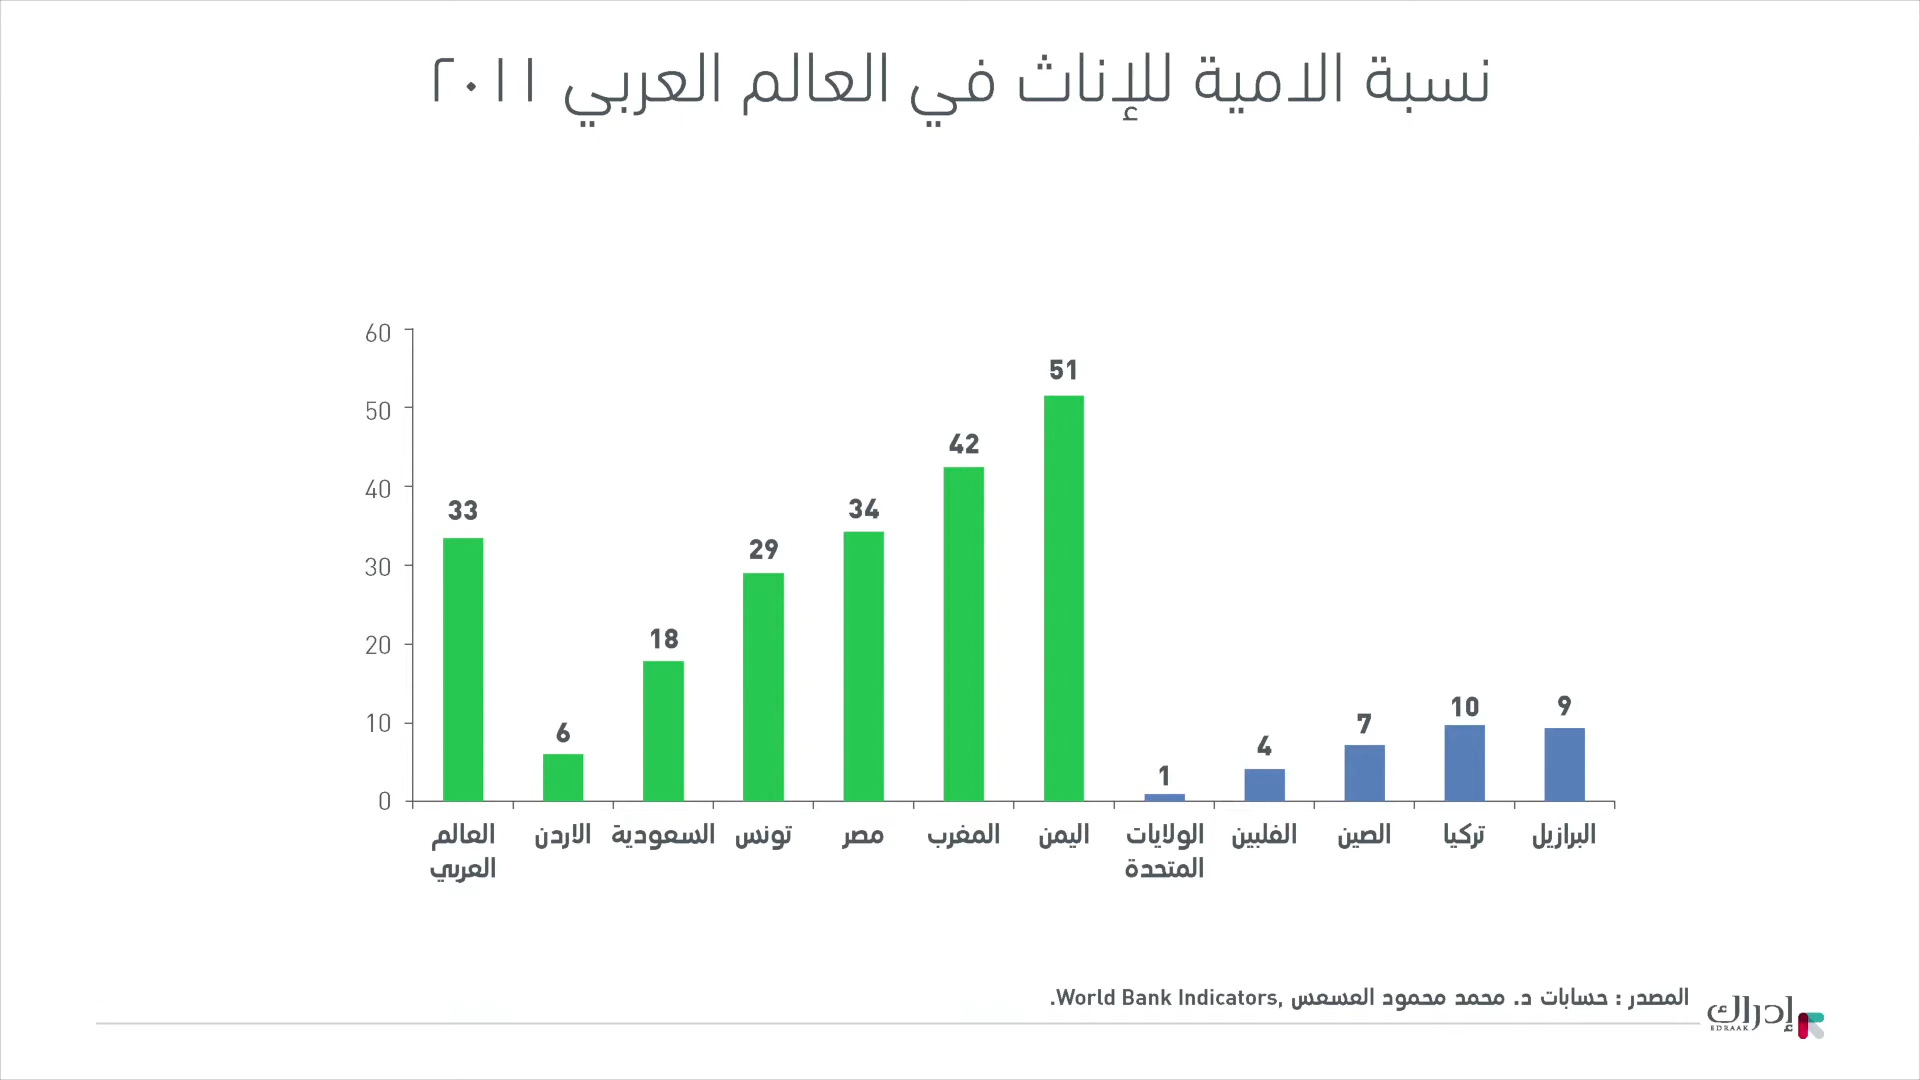 نسبة الامية للإناث في العالم العربي ٢٠١١
60
50
40
30
20
10
0
33
6
18
29
34
42
51
1
4
7
10
9
العالم العربي
الاردن
السعودية
تونس
مصر
المغرب
اليمن
الولايات المتحدة
الفلبين
الصين
تركيا
البرازيل
المصدر : حسابات د. محمد محمود العسعس ,World Bank Indicators.
إدراك
EDRAAK